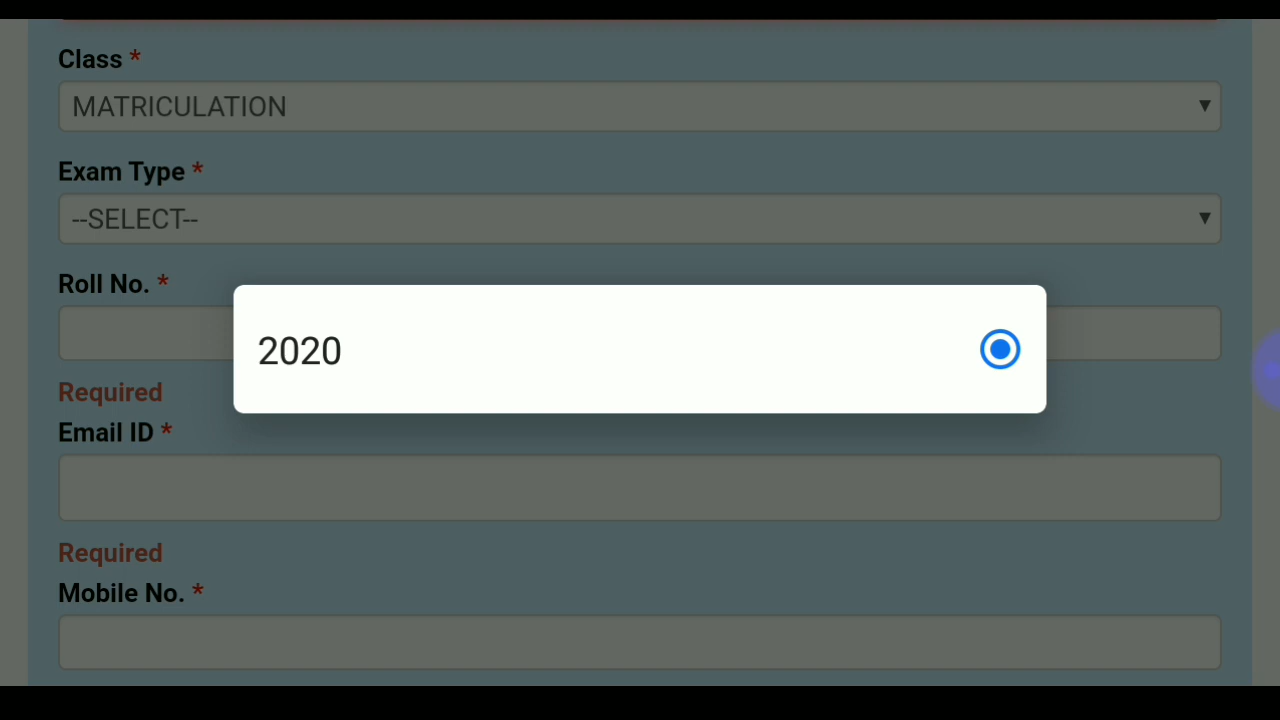 Class *
MATRICULATION
Exam Type *
--SELECT--
Roll No. *
2020
Required
Email ID *
Required
Mobile No. *